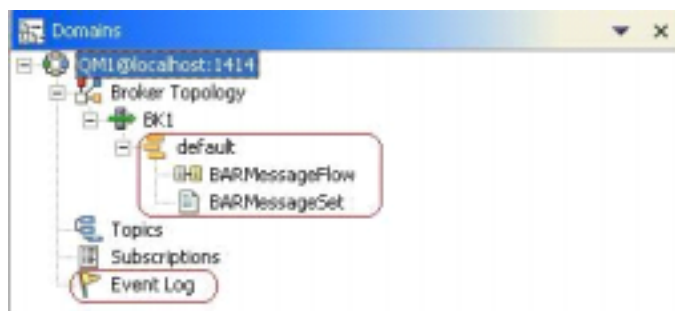 Domains
QM1@localhost:1414
Broker Topology
BK1
default
BARMessageFlow
BARMessageSet
Topics
Subscriptions
Event Log